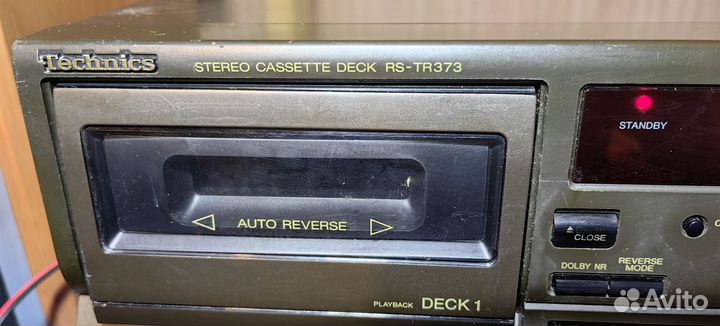 Technics
STEREO CASSETTE DECK RS-TR373
STANDBY
◁ AUTO REVERSE ▷
⏏ CLOSE
DOLBY NR
REVERSE MODE
PLAYBACK DECK 1
Avito